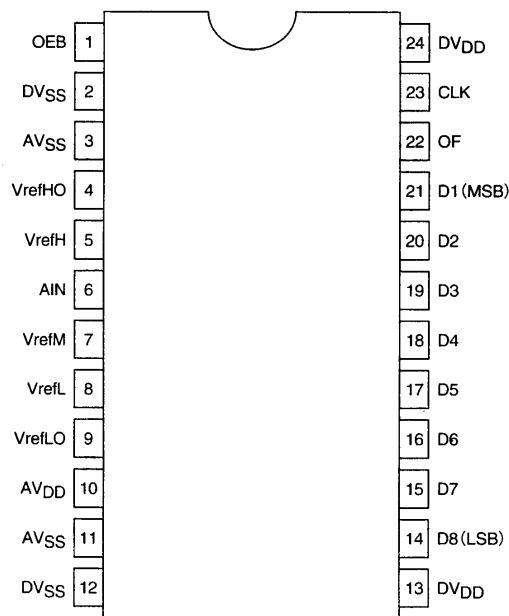 OEB 1 24 DVDD
DVSS 2 23 CLK
AVSS 3 22 OF
VrefHO 4 21 D1(MSB)
VrefH 5 20 D2
AIN 6 19 D3
VrefM 7 18 D4
VrefL 8 17 D5
VrefLO 9 16 D6
AVDD 10 15 D7
AVSS 11 14 D8(LSB)
DVSS 12 13 DVDD